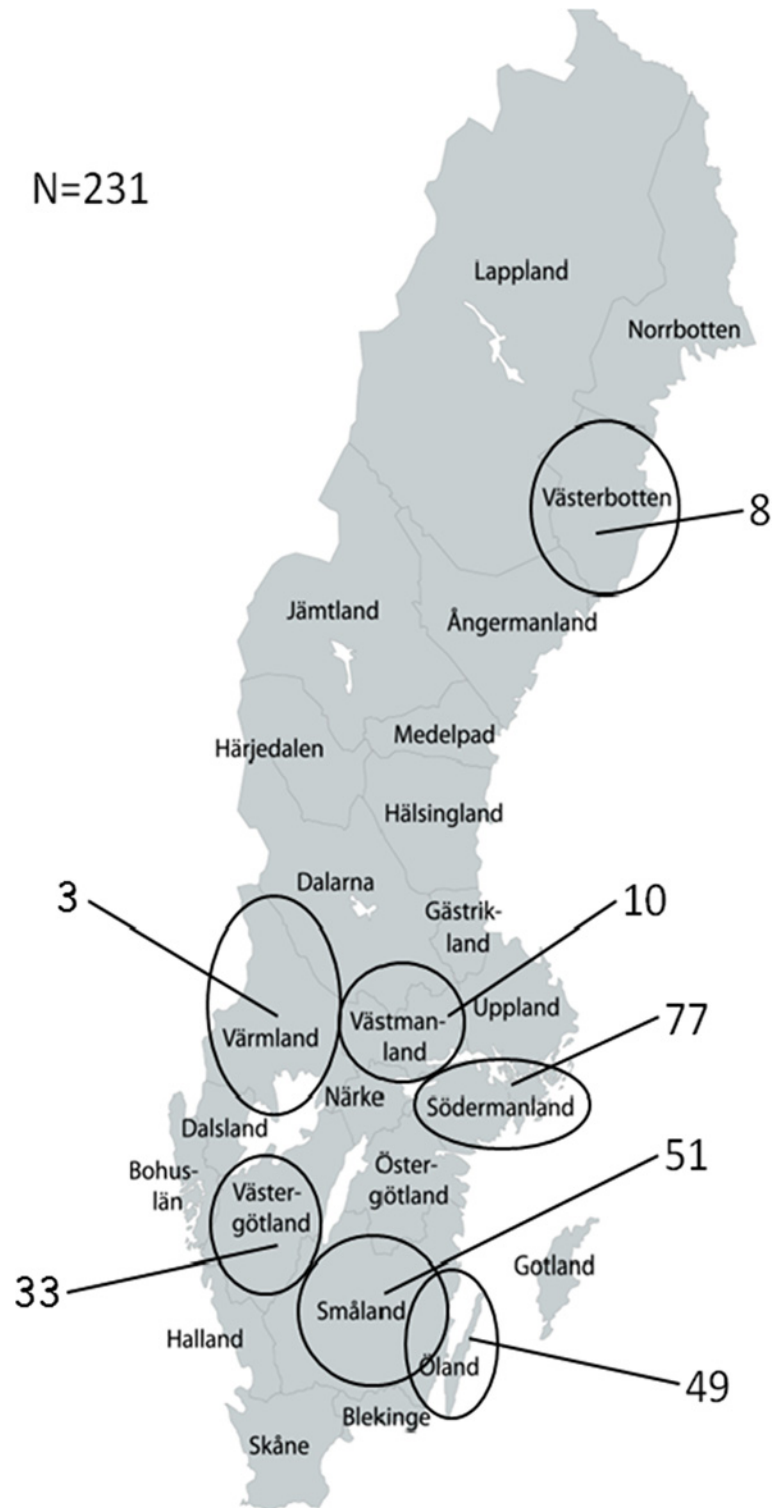 N=231
Lappland
Norrbotten
Västerbotten
8
Jämtland
Ångermanland
Härjedalen
Medelpad
Hälsingland
Dalarna
3
Gästrik-
land
10
Värmland
Västman-
land
Uppland
77
Närke
Södermanland
Dalsland
Bohus-
län
Väster-
götland
Öster-
götland
51
33
Småland
Gotland
Halland
Öland
49
Blekinge
Skåne